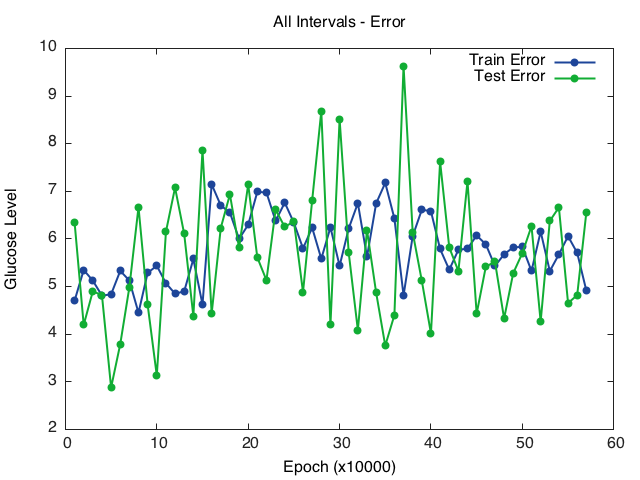 All Intervals - Error
10
9
8
7
6
5
4
3
2
Glucose Level
Train Error
Test Error
0 10 20 30 40 50 60
Epoch (x10000)